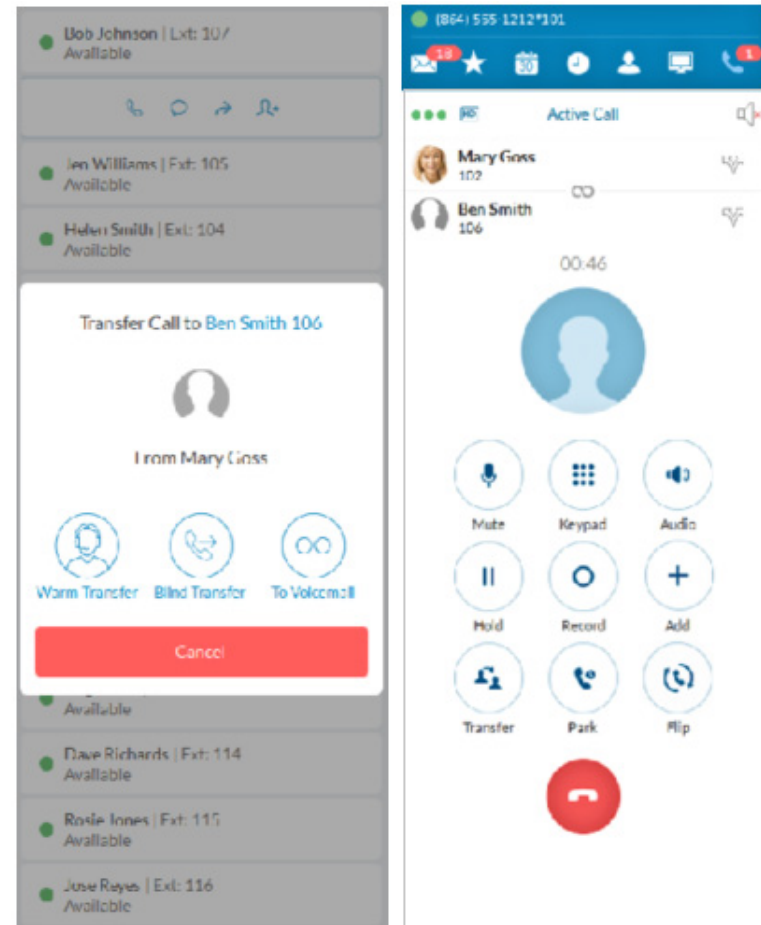 Bob Johnson | Ext: 107
Available
Jen Williams | Ext: 105
Available
Helen Smith | Ext: 104
Available
Transfer Call to Ben Smith 106
From Mary Goss
Warm Transfer
Blind Transfer
To Voicemail
Cancel
Available
Dave Richards | Ext: 114
Available
Rosie Jones | Ext: 115
Available
Jose Reyes | Ext: 116
Available
(864) 555-1212*101
18
30
1
HD
Active Call
Mary Goss
102
Ben Smith
106
00:46
Mute
Keypad
Audio
Hold
Record
Add
Transfer
Park
Flip